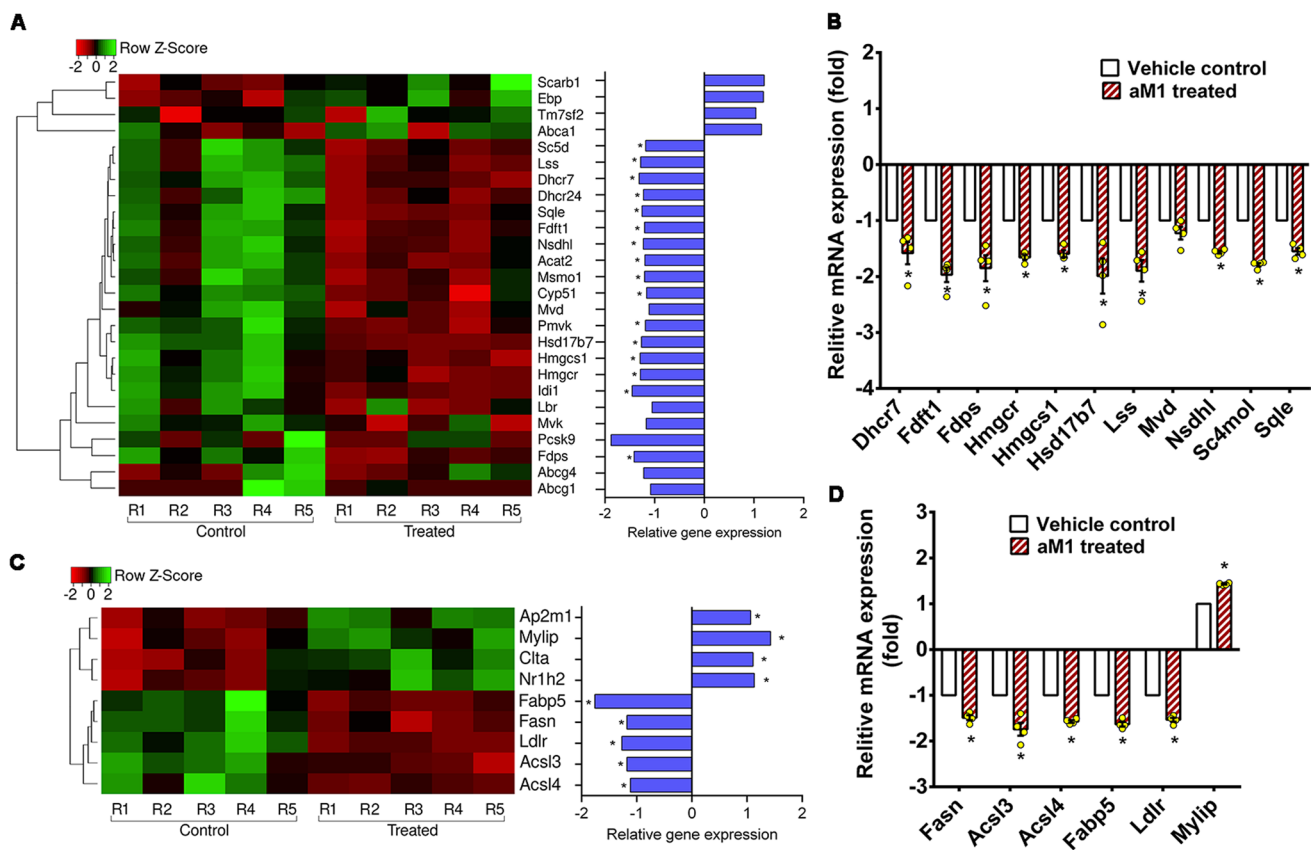 A
-2 0 2
Row Z-Score
Scarb1
Ebp
Tm7sf2
Abca1
Sc5d
Lss
Dhcr7
Dhcr24
Sqle
Fdft1
Nsdhl
Acat2
Msmo1
Cyp51
Mvd
Pmvk
Hsd17b7
Hmgcs1
Hmgcr
Idi1
Lbr
Mvk
Pcsk9
Fdps
Abcg4
Abcg1
R1 R2 R3 R4 R5 R1 R2 R3 R4 R5
Control Treated
* * * * * * * * * * * * * * * *
-2 -1 0 1 2
Relative gene expression
B
Relitive mRNA expression (fold)
2
1
0
-1
-2
-3
-4
Vehicle control
aM1 treated
* * * * * * * * * *
Dhcr7 Fdft1 Fdps Hmgcr Hmgcs1 Hsd17b7 Lss Mvd Nsdhl Sc4mol Sqle
C
-2 0 2
Row Z-Score
Ap2m1
Mylip
Clta
Nr1h2
Fabp5
Fasn
Ldlr
Acsl3
Acsl4
R1 R2 R3 R4 R5 R1 R2 R3 R4 R5
Control Treated
* * * * * * * * *
-2 -1 0 1 2
Relative gene expression
D
Relitive mRNA expression
(fold)
3
2
1
0
-1
-2
-3
Vehicle control
aM1 treated
* * * * * *
Fasn Acsl3 Acsl4 Fabp5 Ldlr Mylip